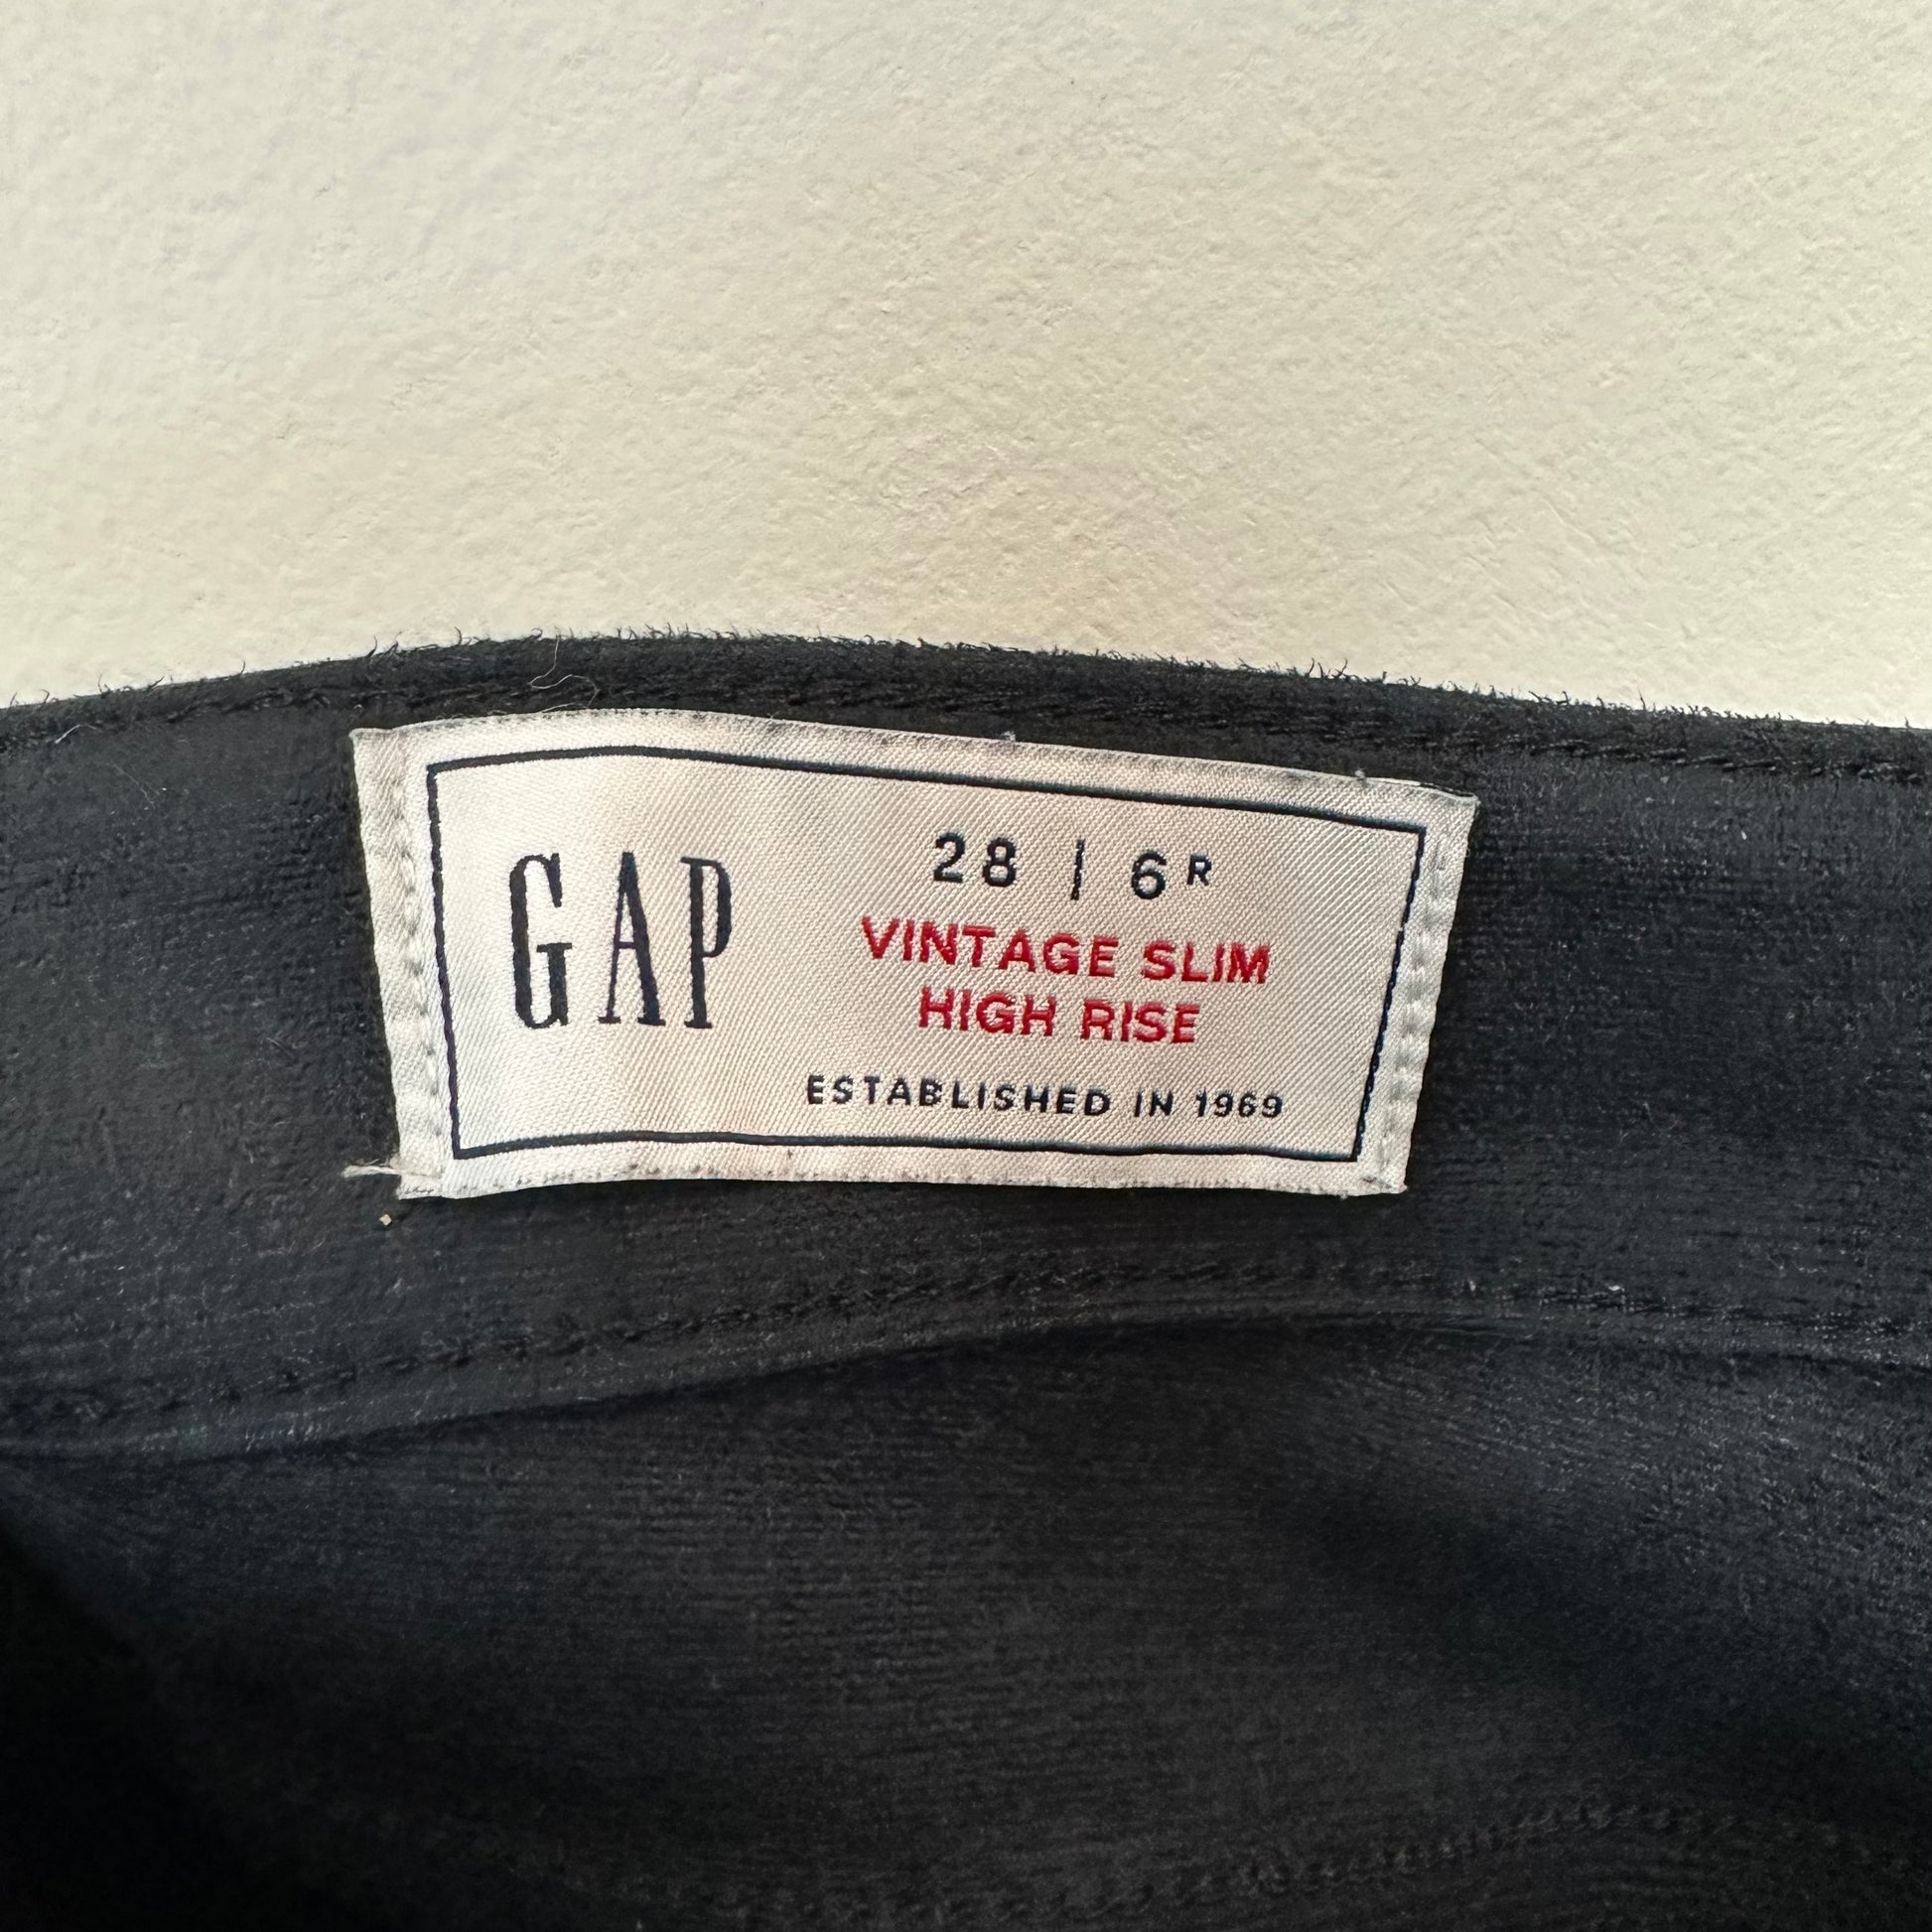 GAP
28 | 6R
VINTAGE SLIM
HIGH RISE
ESTABLISHED IN 1969